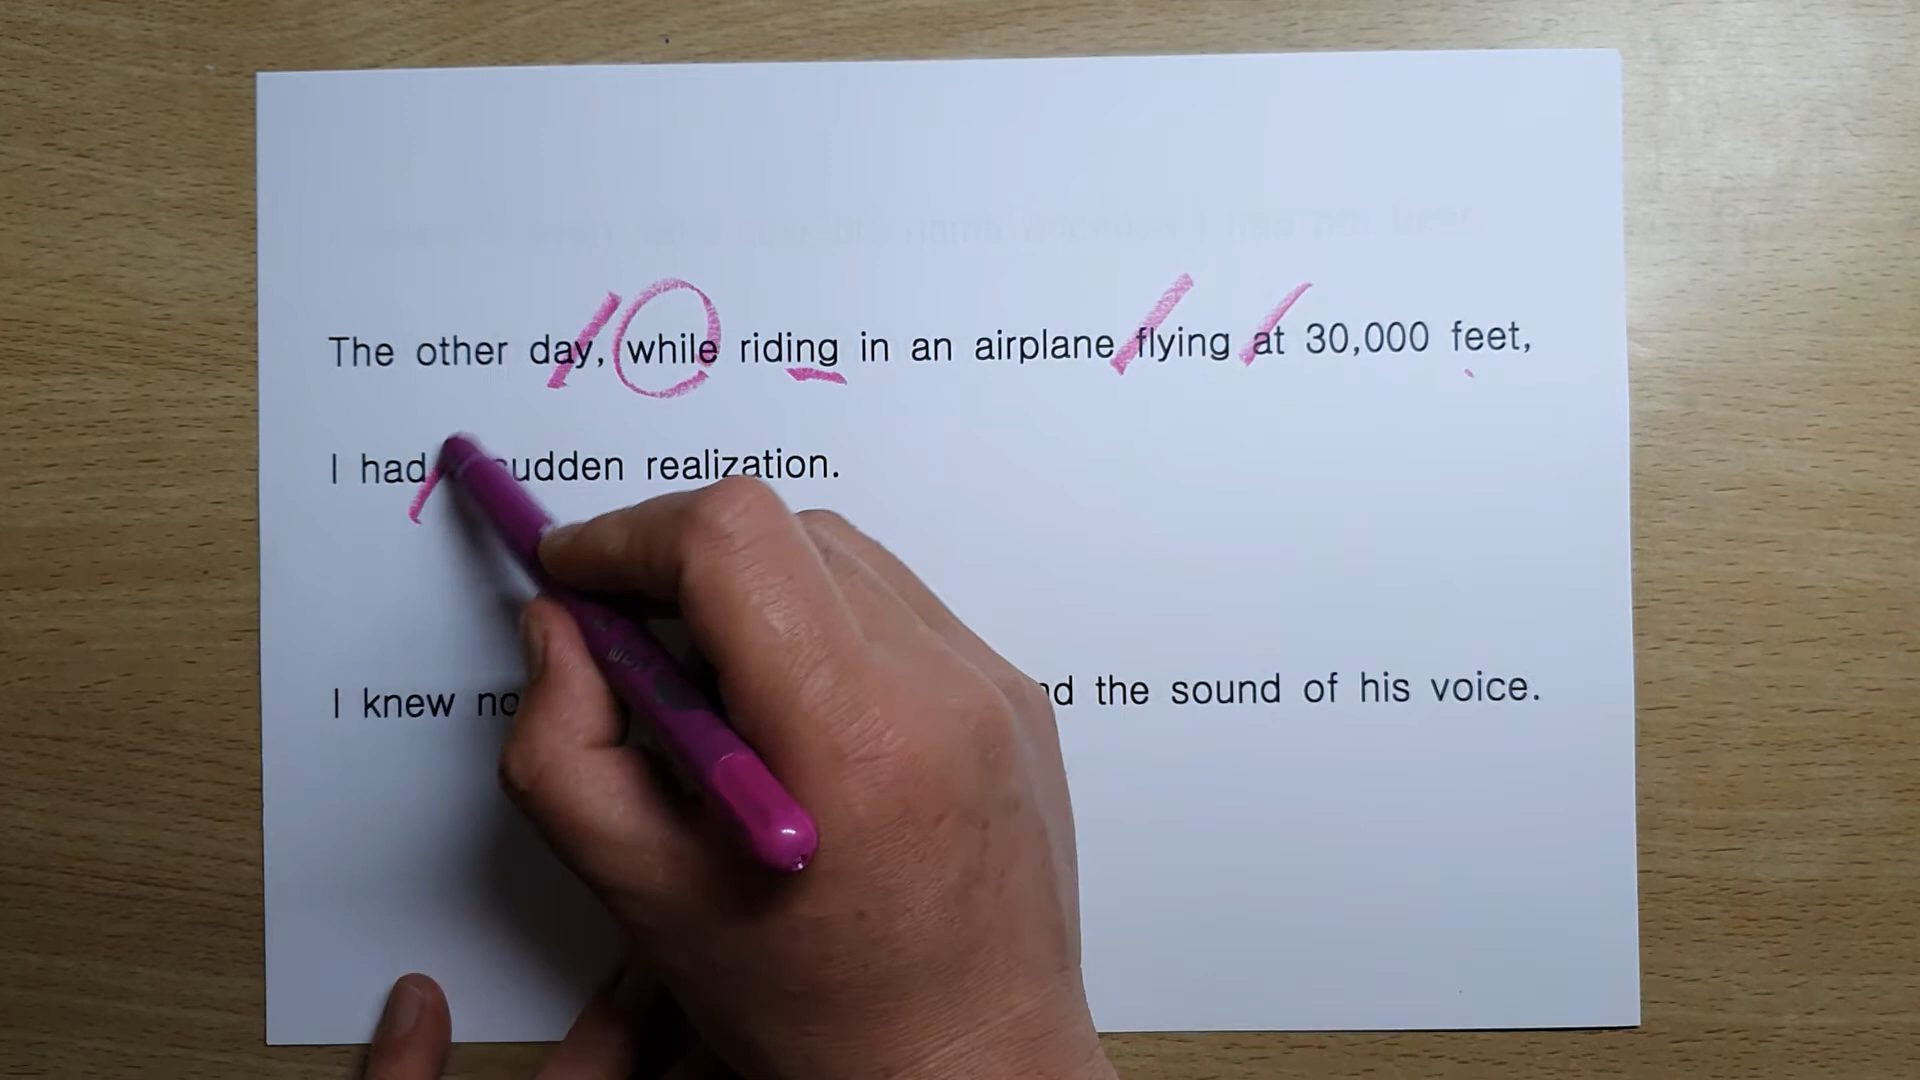 The other day, while riding in an airplane flying at 30,000 feet,
I had sudden realization.
I knew the sound of his voice.